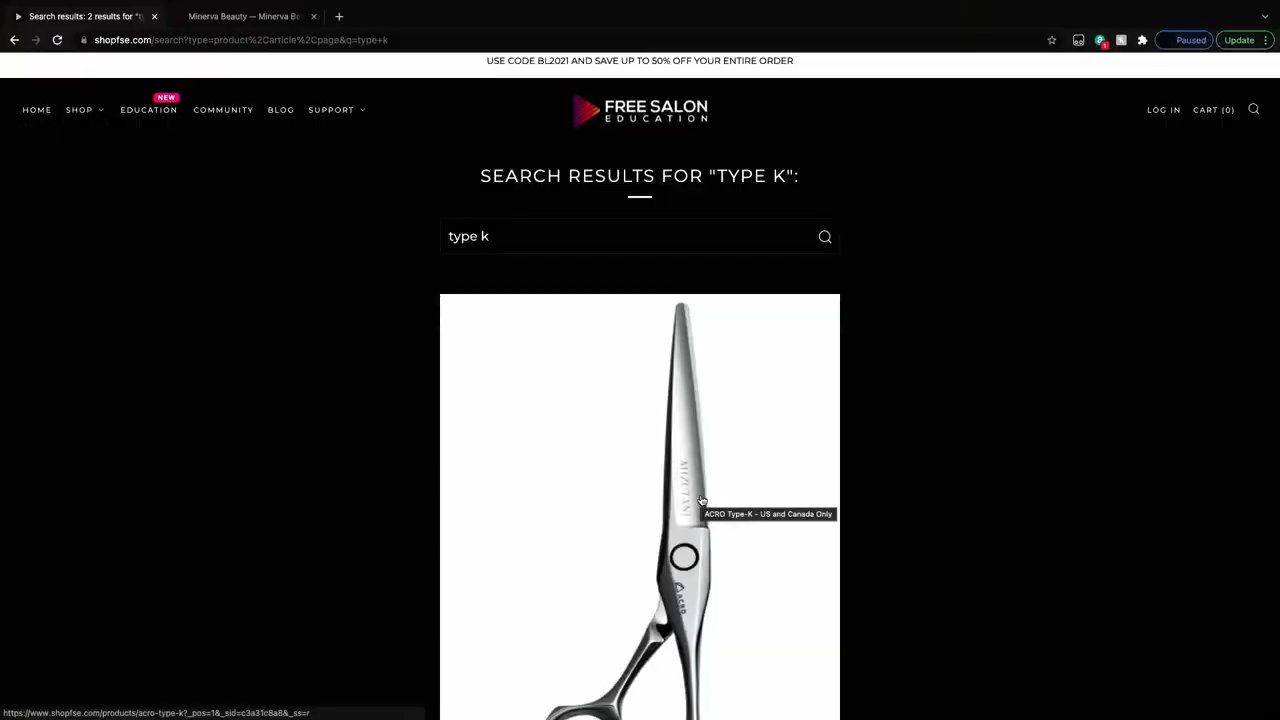 Search results: 2 results for "ty
Minerva Beauty — Minerva Be
shopfse.com/search?type=product%2Carticle%2Cpage&q=type+k
Paused
Update
USE CODE BL2021 AND SAVE UP TO 50% OFF YOUR ENTIRE ORDER
NEW
HOME SHOP EDUCATION COMMUNITY BLOG SUPPORT
FREE SALON
EDUCATION
LOG IN CART (0)
SEARCH RESULTS FOR "TYPE K":
type k
MIZUTANI
ACRO Type-K - US and Canada Only
ACRO
https://www.shopfse.com/products/acro-type-k?_pos=1&_sid=c3a31c8a8&_ss=r